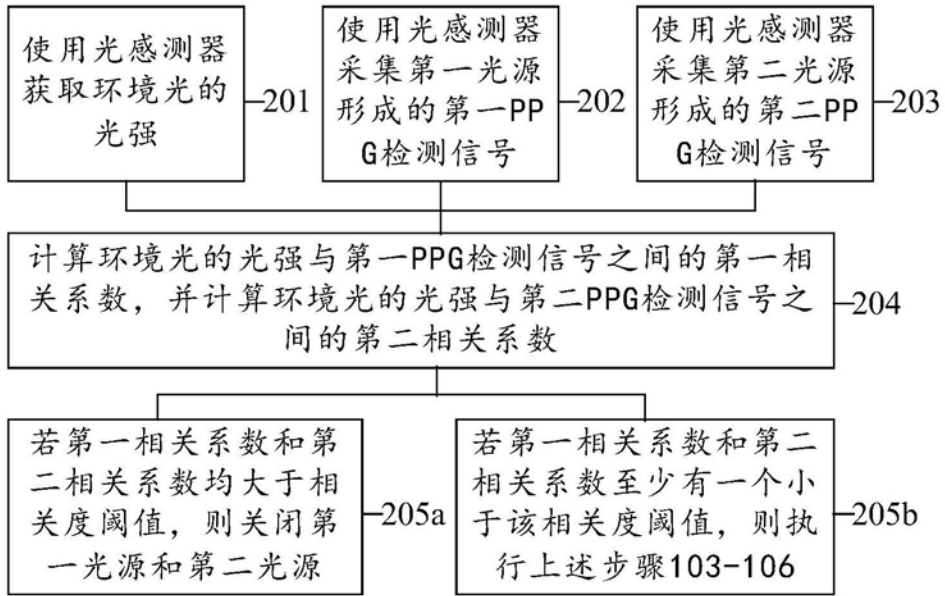 使用光感测器
获取环境光的
光强
201
使用光感测器
采集第一光源
形成的第一PP
G检测信号
202
使用光感测器
采集第二光源
形成的第二PP
G检测信号
203
计算环境光的光强与第一PPG检测信号之间的第一相
关系数，并计算环境光的光强与第二PPG检测信号之
间的第二相关系数
204
若第一相关系数和第
二相关系数均大于相
关度阈值，则关闭第
一光源和第二光源
205a
若第一相关系数和第二
相关系数至少有一个小
于该相关度阈值，则执
行上述步骤103-106
205b